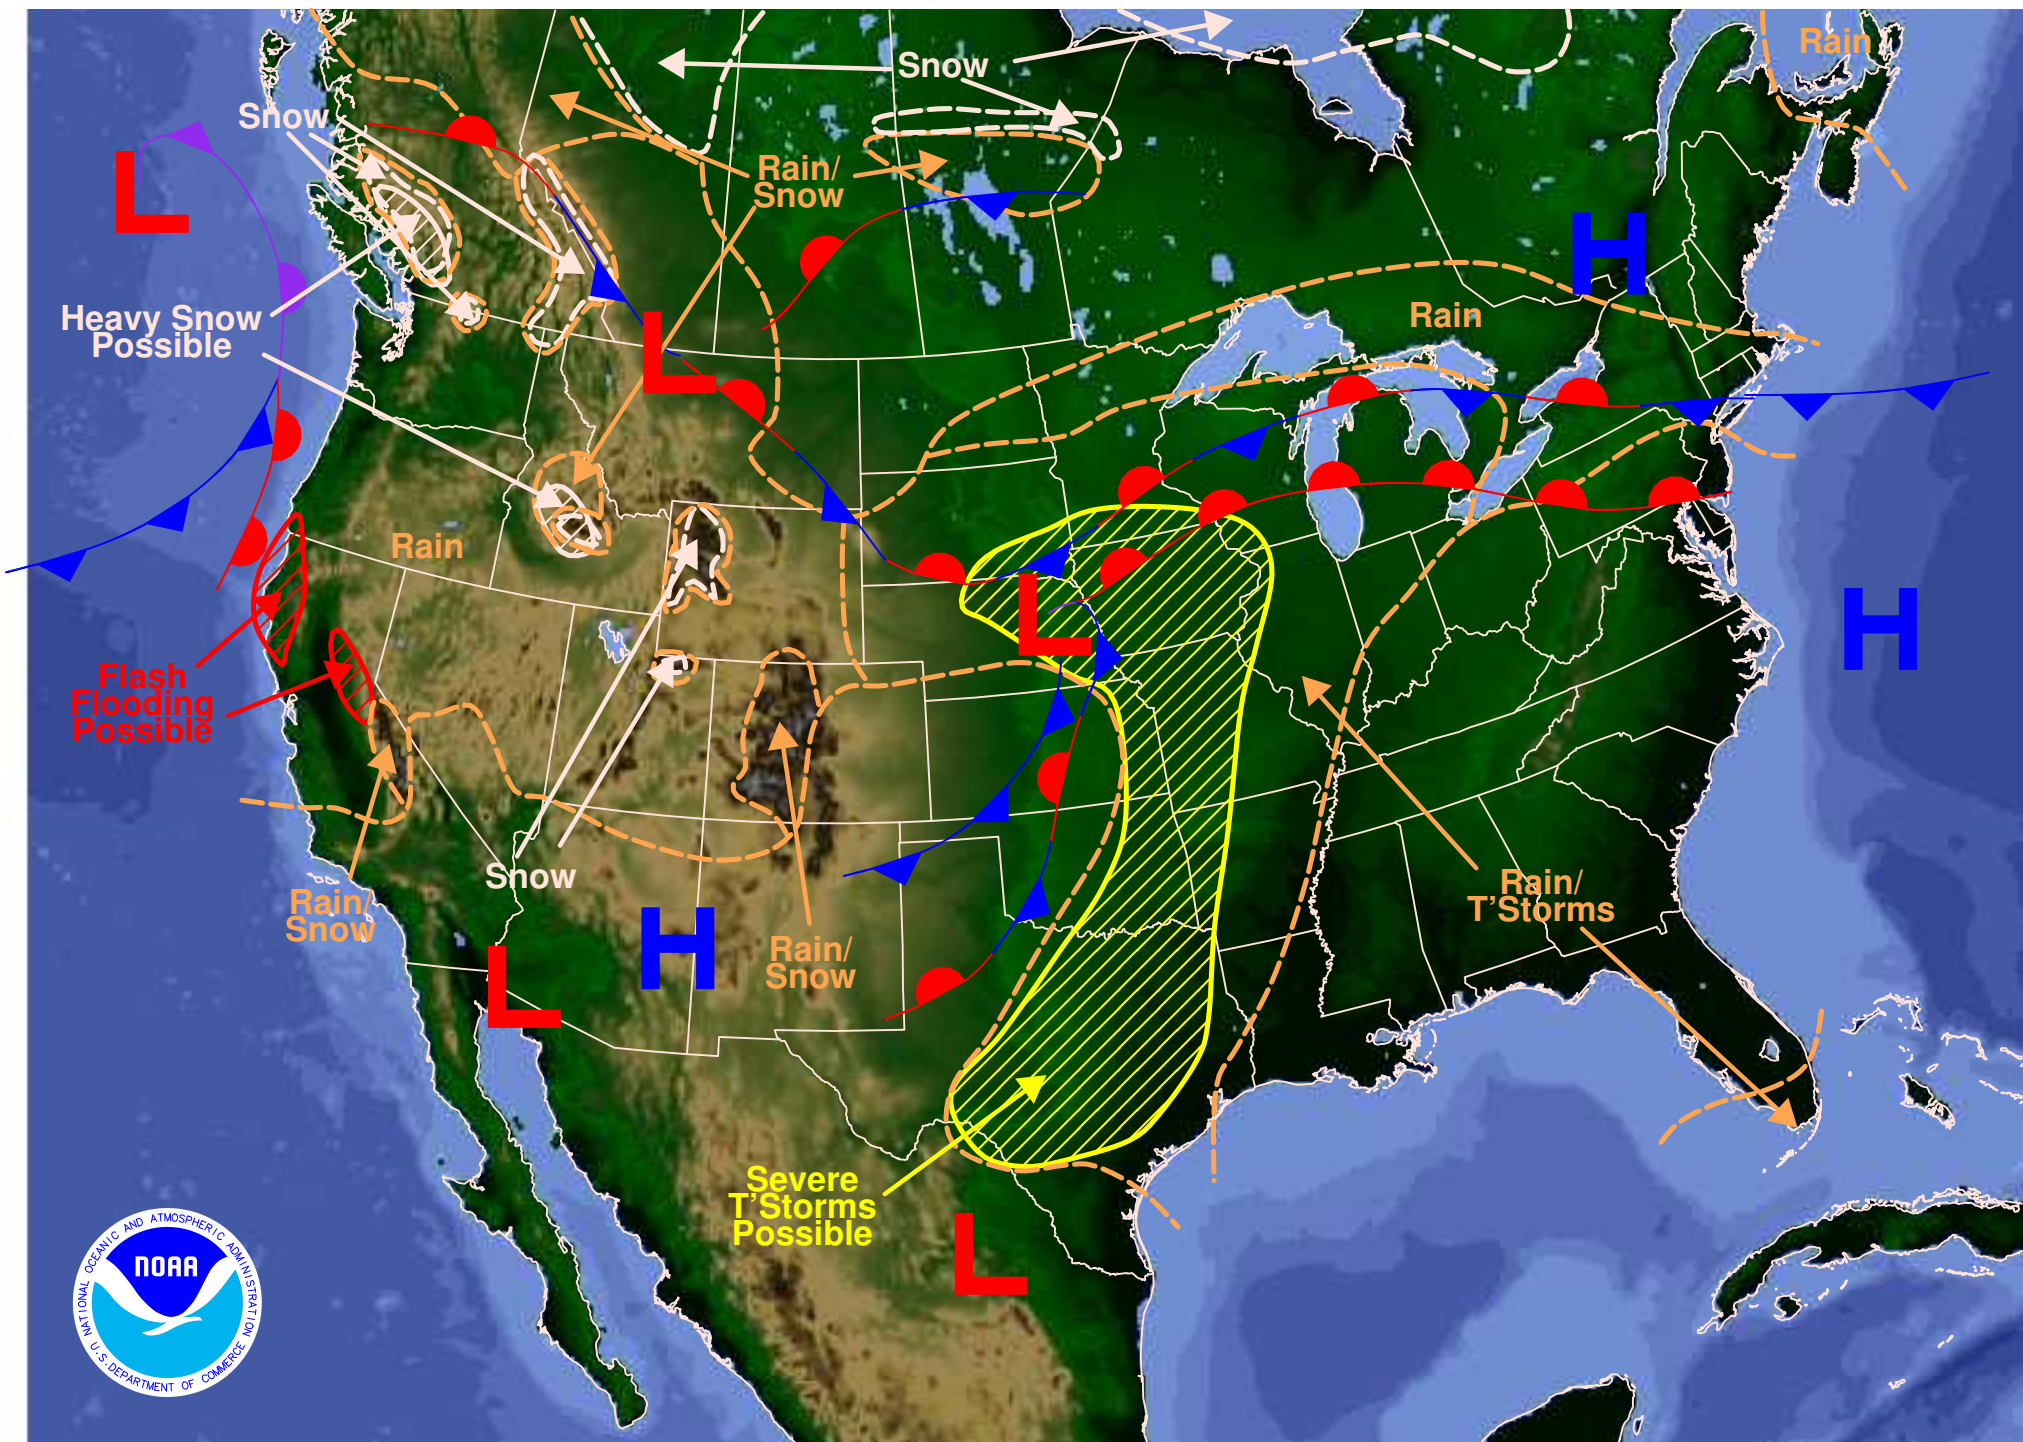 Rain
Snow
Snow
Rain/
Snow
L
H
Heavy Snow
Possible
Rain
L
Rain
L
H
Flash
Flooding
Possible
Snow
Rain/
T'Storms
Rain/
Snow
H
Rain/
Snow
L
Severe
T'Storms
Possible
L
NATIONAL OCEANIC AND ATMOSPHERIC ADMINISTRATION
NOAA
U.S. DEPARTMENT OF COMMERCE